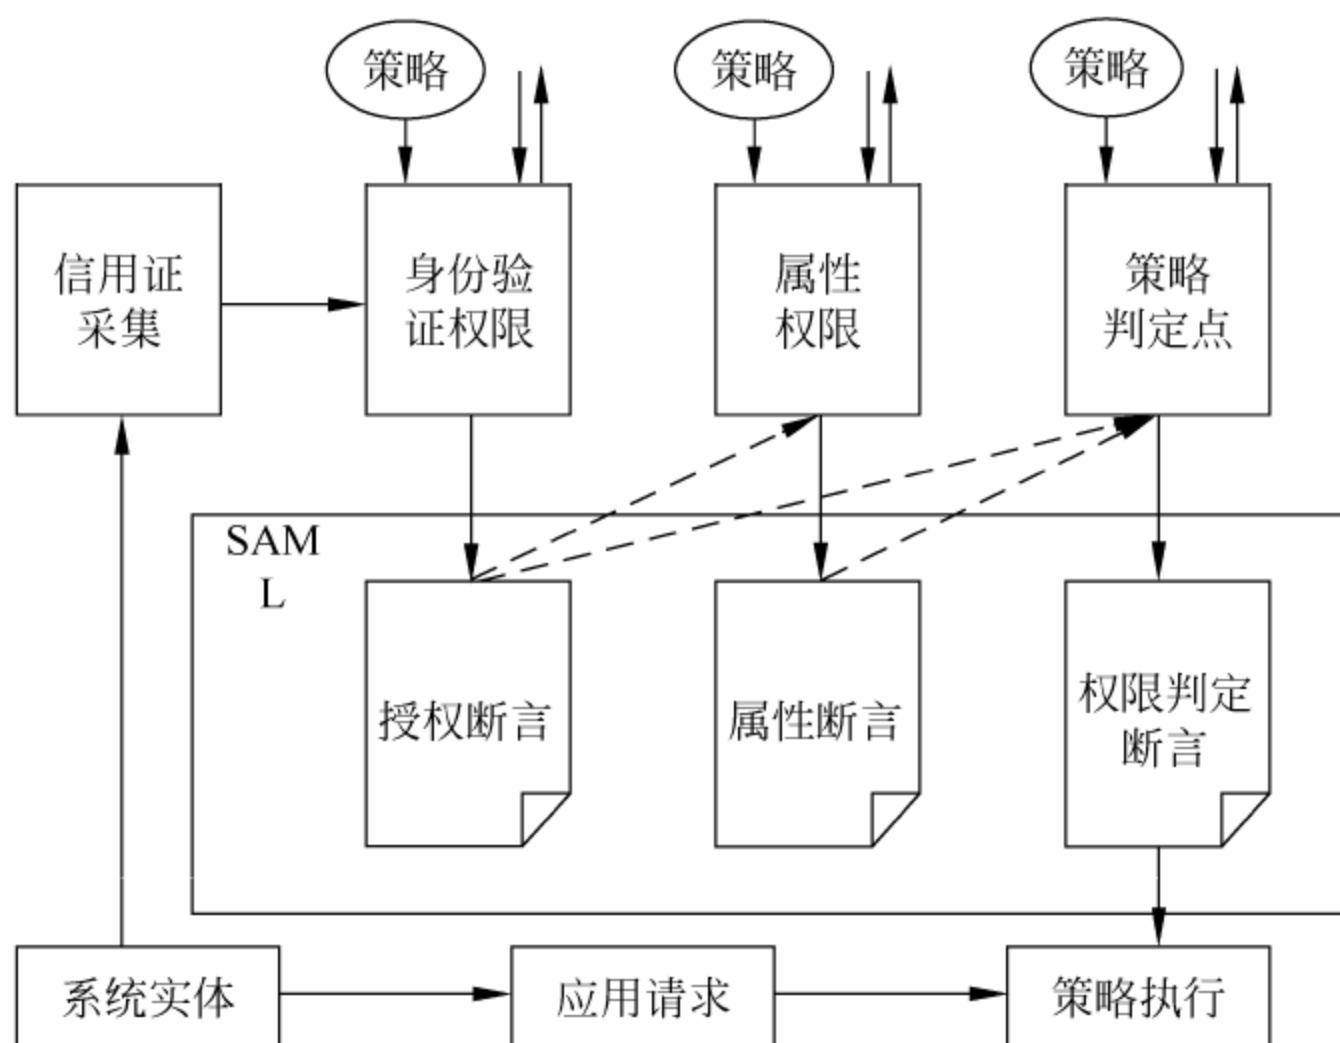 策略
策略
策略
信用证
采集
身份验
证权限
属性
权限
策略
判定点
SAM
L
授权断言
属性断言
权限判定
断言
系统实体
应用请求
策略执行